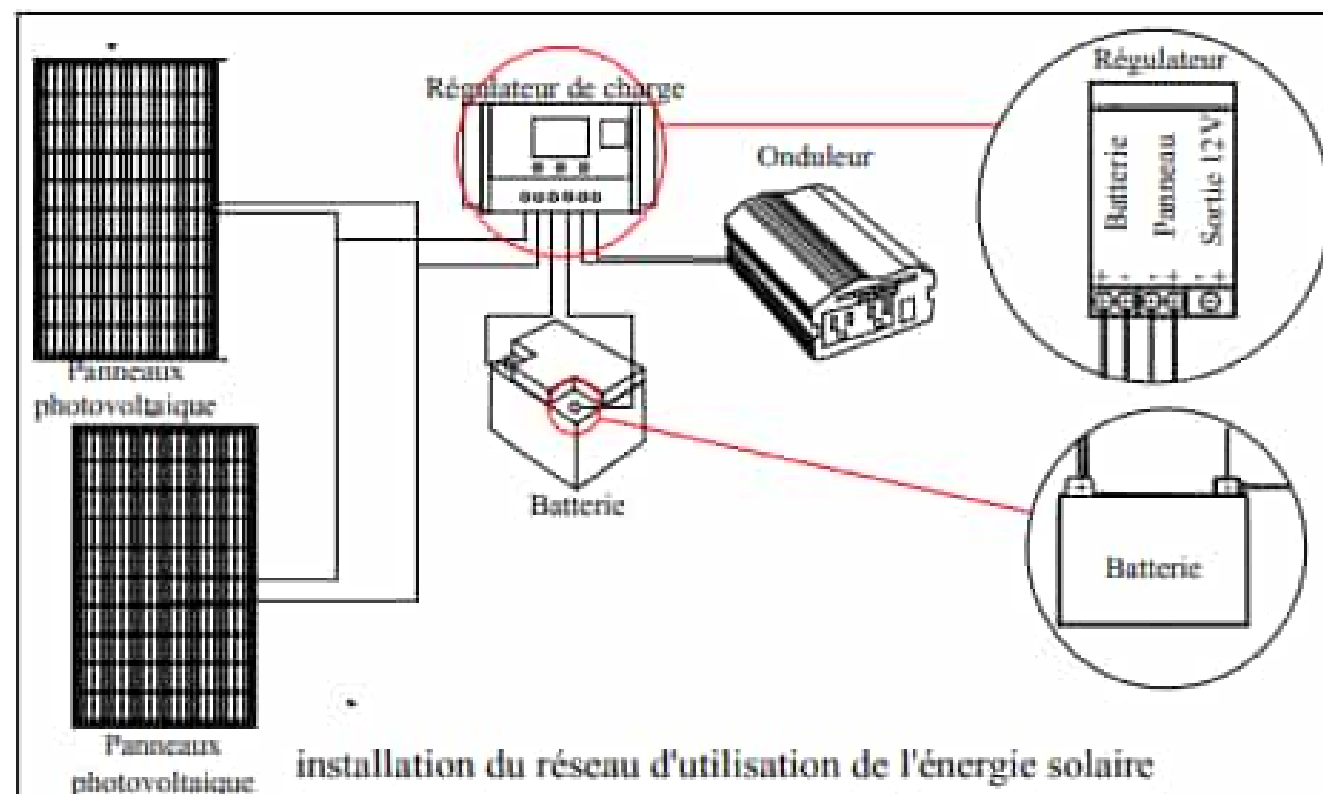 Régulateur de charge
Onduleur
Régulateur
Batterie
Panneau
Sortie 12V
+ - - + - +
Panneaux
photovoltaique
Batterie
Batterie
Panneaux
photovoltaique
installation du réseau d'utilisation de l'énergie solaire